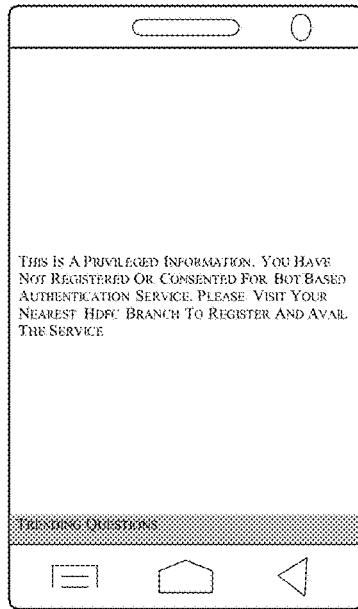 THIS IS A PRIVILEGED INFORMATION. YOU HAVE
NOT REGISTERED OR CONSENTED FOR BOT BASED
AUTHENTICATION SERVICE. PLEASE VISIT YOUR
NEAREST HDFC BRANCH TO REGISTER AND AVAIL
THE SERVICE
TRENDING QUESTIONS